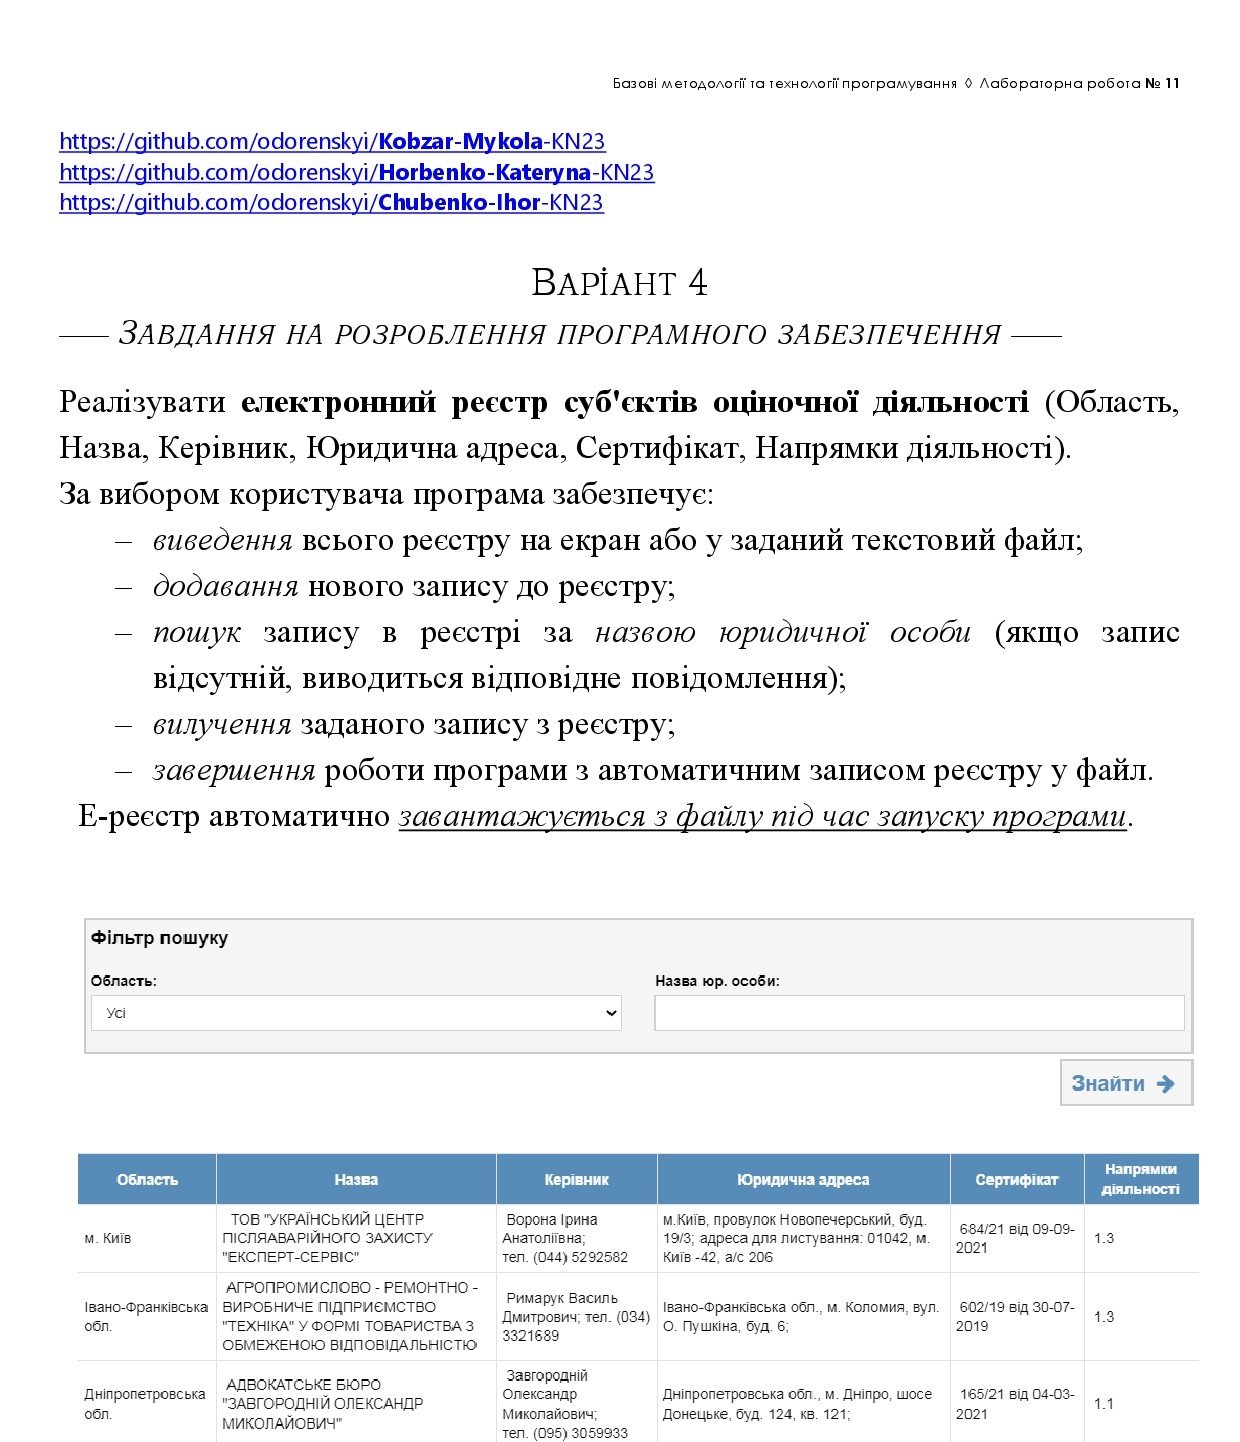 Базові методології та технології програмування ◊ Лабораторна робота № 11
https://github.com/odorenskyi/Kobzar-Mykola-KN23
https://github.com/odorenskyi/Horbenko-Kateryna-KN23
https://github.com/odorenskyi/Chubenko-Ihor-KN23
ВАРІАНТ 4
—— ЗАВДАННЯ НА РОЗРОБЛЕННЯ ПРОГРАМНОГО ЗАБЕЗПЕЧЕННЯ ——
Реалізувати електронний реєстр суб'єктів оціночної діяльності (Область,
Назва, Керівник, Юридична адреса, Сертифікат, Напрямки діяльності).
За вибором користувача програма забезпечує:
– виведення всього реєстру на екран або у заданий текстовий файл;
– додавання нового запису до реєстру;
– пошук запису в реєстрі за назвою юридичної особи (якщо запис
відсутній, виводиться відповідне повідомлення);
– вилучення заданого запису з реєстру;
– завершення роботи програми з автоматичним записом реєстру у файл.
Е-реєстр автоматично завантажується з файлу під час запуску програми.
Фільтр пошуку
Область: Назва юр. особи:
Усі
Знайти →
Область Назва Керівник Юридична адреса Сертифікат Напрямки
діяльності
м. Київ
ТОВ "УКРАЇНСЬКИЙ ЦЕНТР
ПІСЛЯАВАРІЙНОГО ЗАХИСТУ
"ЕКСПЕРТ-СЕРВІС"
Ворона Ірина
Анатоліївна;
тел. (044) 5292582
м.Київ, провулок Новопечерський, буд.
19/3; адреса для листування: 01042, м.
Київ -42, а/с 206
684/21 від 09-09-
2021
1.3
Івано-Франківська
обл.
АГРОПРОМИСЛОВО - РЕМОНТНО -
ВИРОБНИЧЕ ПІДПРИЄМСТВО
"ТЕХНІКА" У ФОРМІ ТОВАРИСТВА З
ОБМЕЖЕНОЮ ВІДПОВІДАЛЬНІСТЮ
Римарук Василь
Дмитрович; тел. (034)
3321689
Івано-Франківська обл., м. Коломия, вул.
О. Пушкіна, буд. 6;
602/19 від 30-07-
2019
1.3
Дніпропетровська
обл.
АДВОКАТСЬКЕ БЮРО
"ЗАВГОРОДНІЙ ОЛЕКСАНДР
МИКОЛАЙОВИЧ"
Завгородній
Олександр
Миколайович;
тел. (095) 3059933
Дніпропетровська обл., м. Дніпро, шосе
Донецьке, буд. 124, кв. 121;
165/21 від 04-03-
2021
1.1